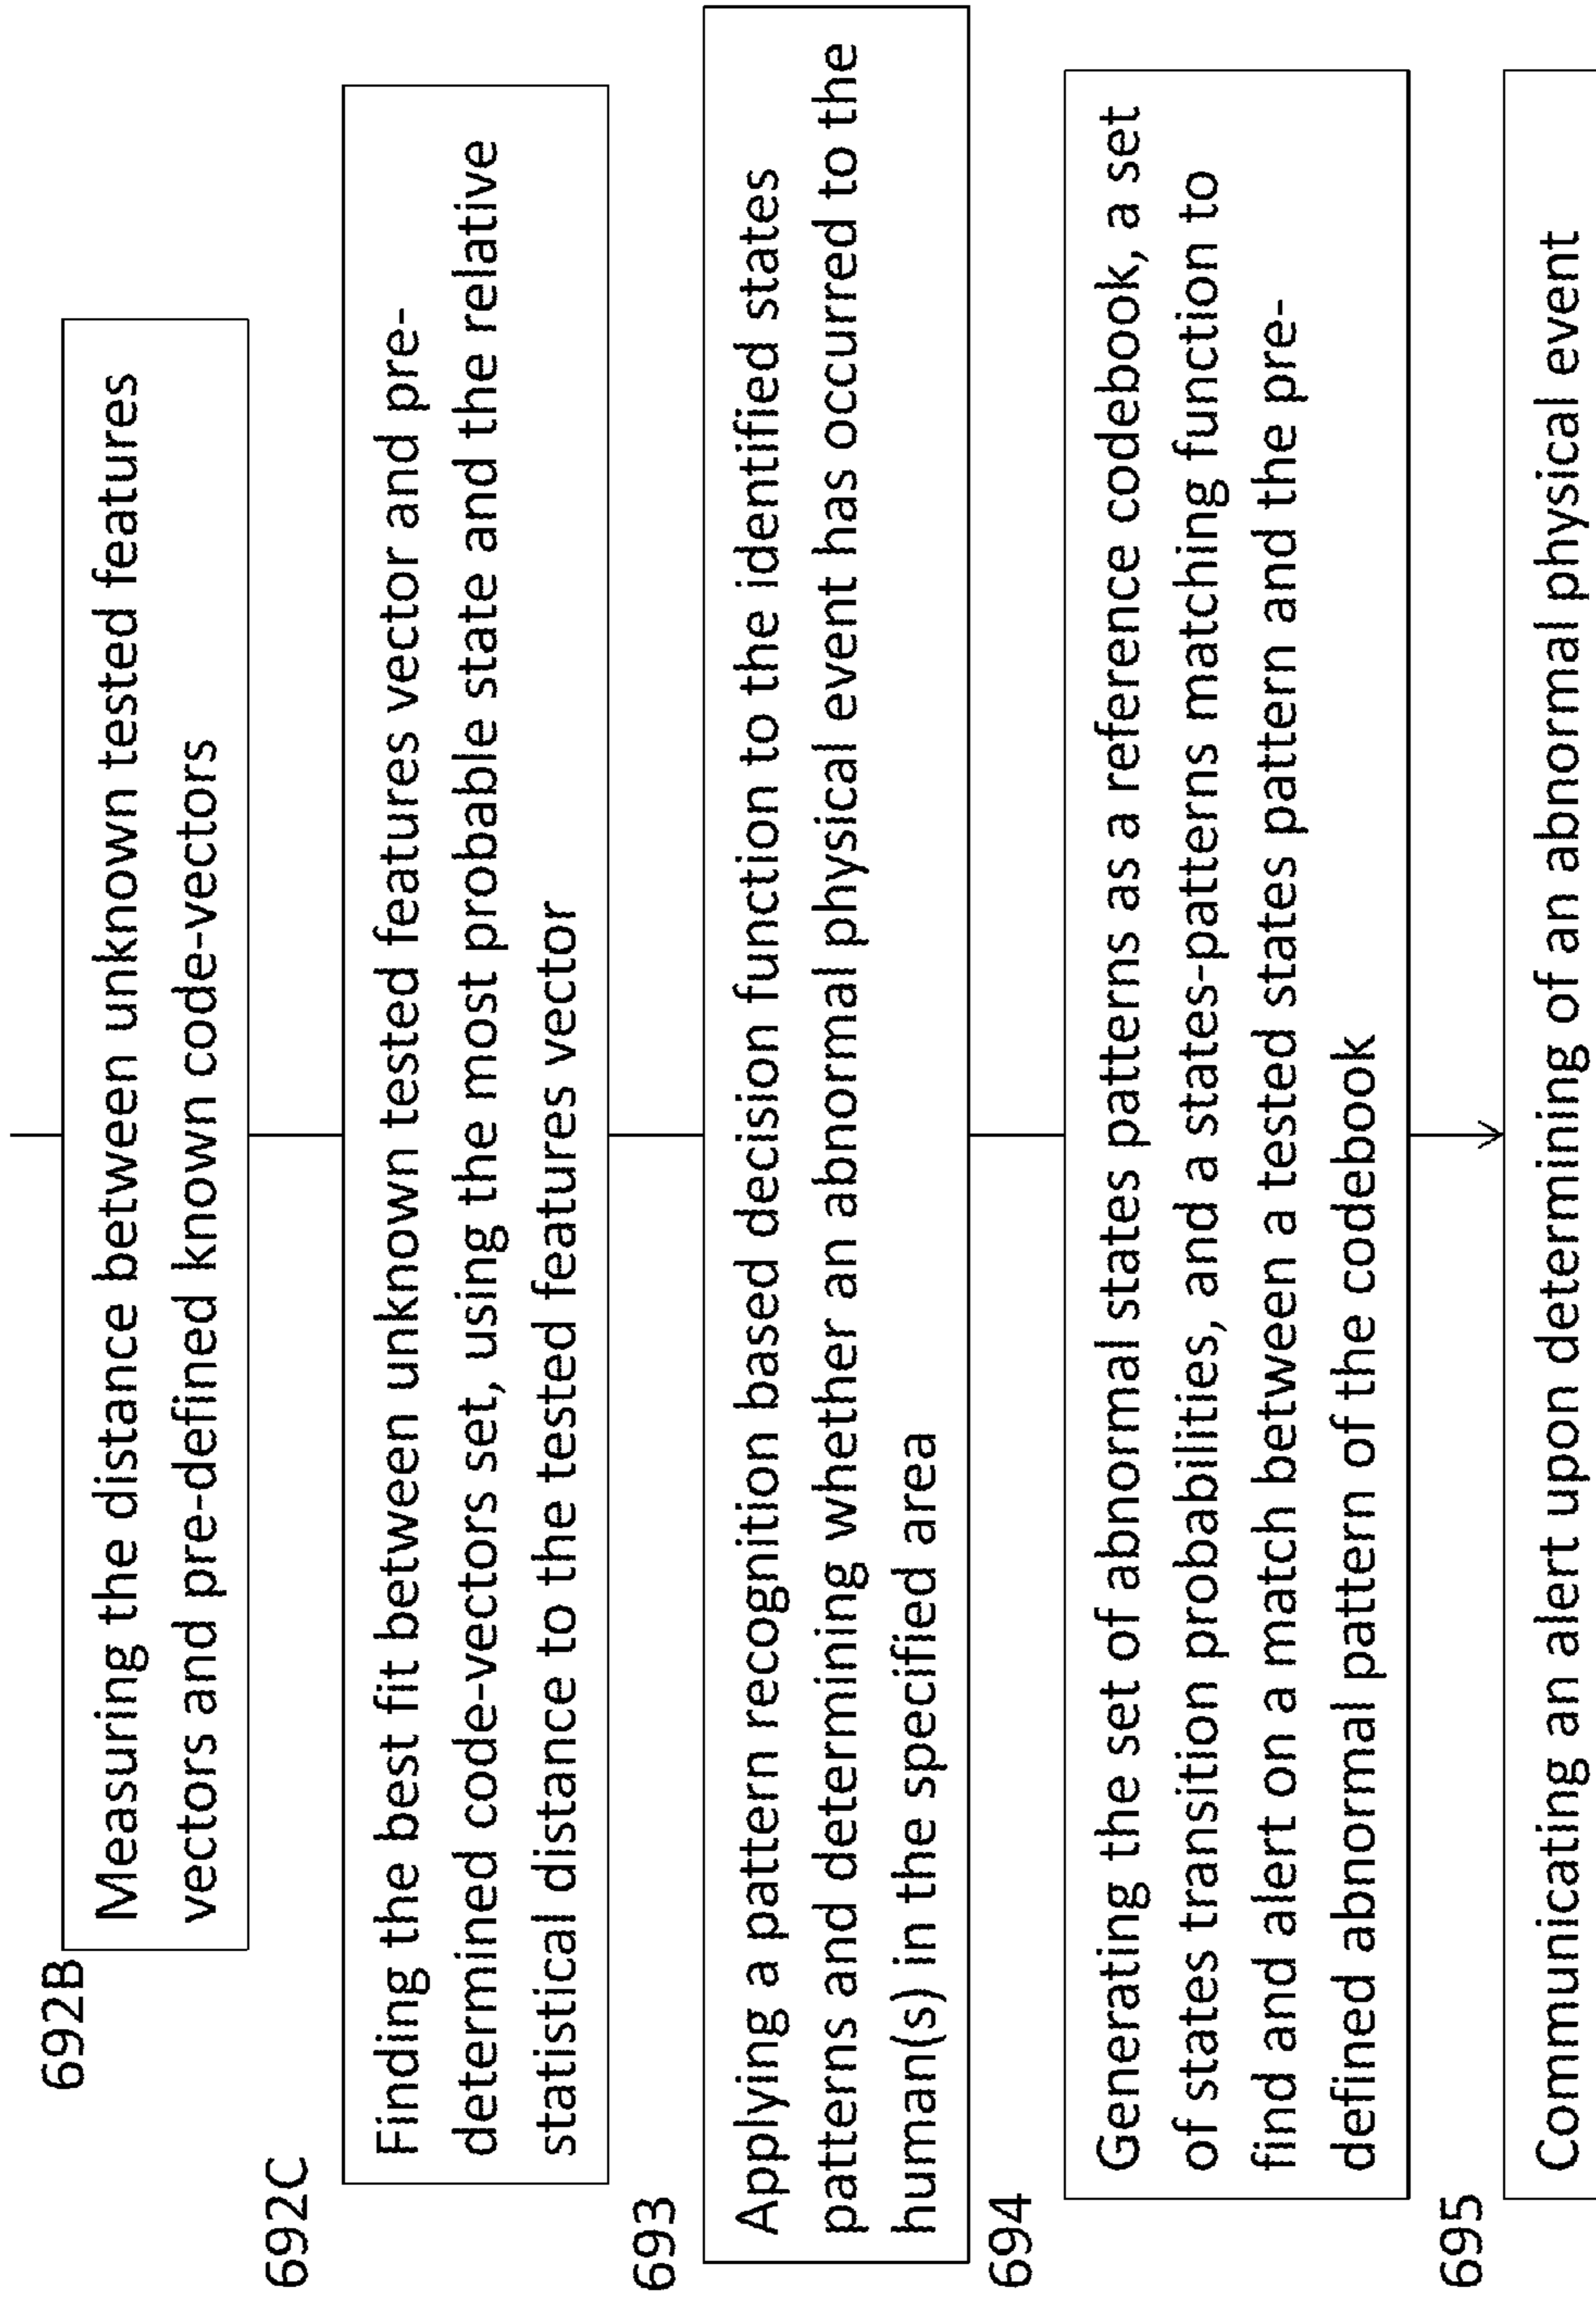 692B
Measuring the distance between unknown tested features
vectors and pre-defined known code-vectors
692C
Finding the best fit between unknown tested features vector and pre-
determined code-vectors set, using the most probable state and the relative
statistical distance to the tested features vector
693
Applying a pattern recognition based decision function to the identified states
patterns and determining whether an abnormal physical event has occurred to the
human(s) in the specified area
694
Generating the set of abnormal states patterns as a reference codebook, a set
of states transition probabilities, and a states-patterns matching function to
find and alert on a match between a tested states pattern and the pre-
defined abnormal pattern of the codebook
695
Communicating an alert upon determining of an abnormal physical event